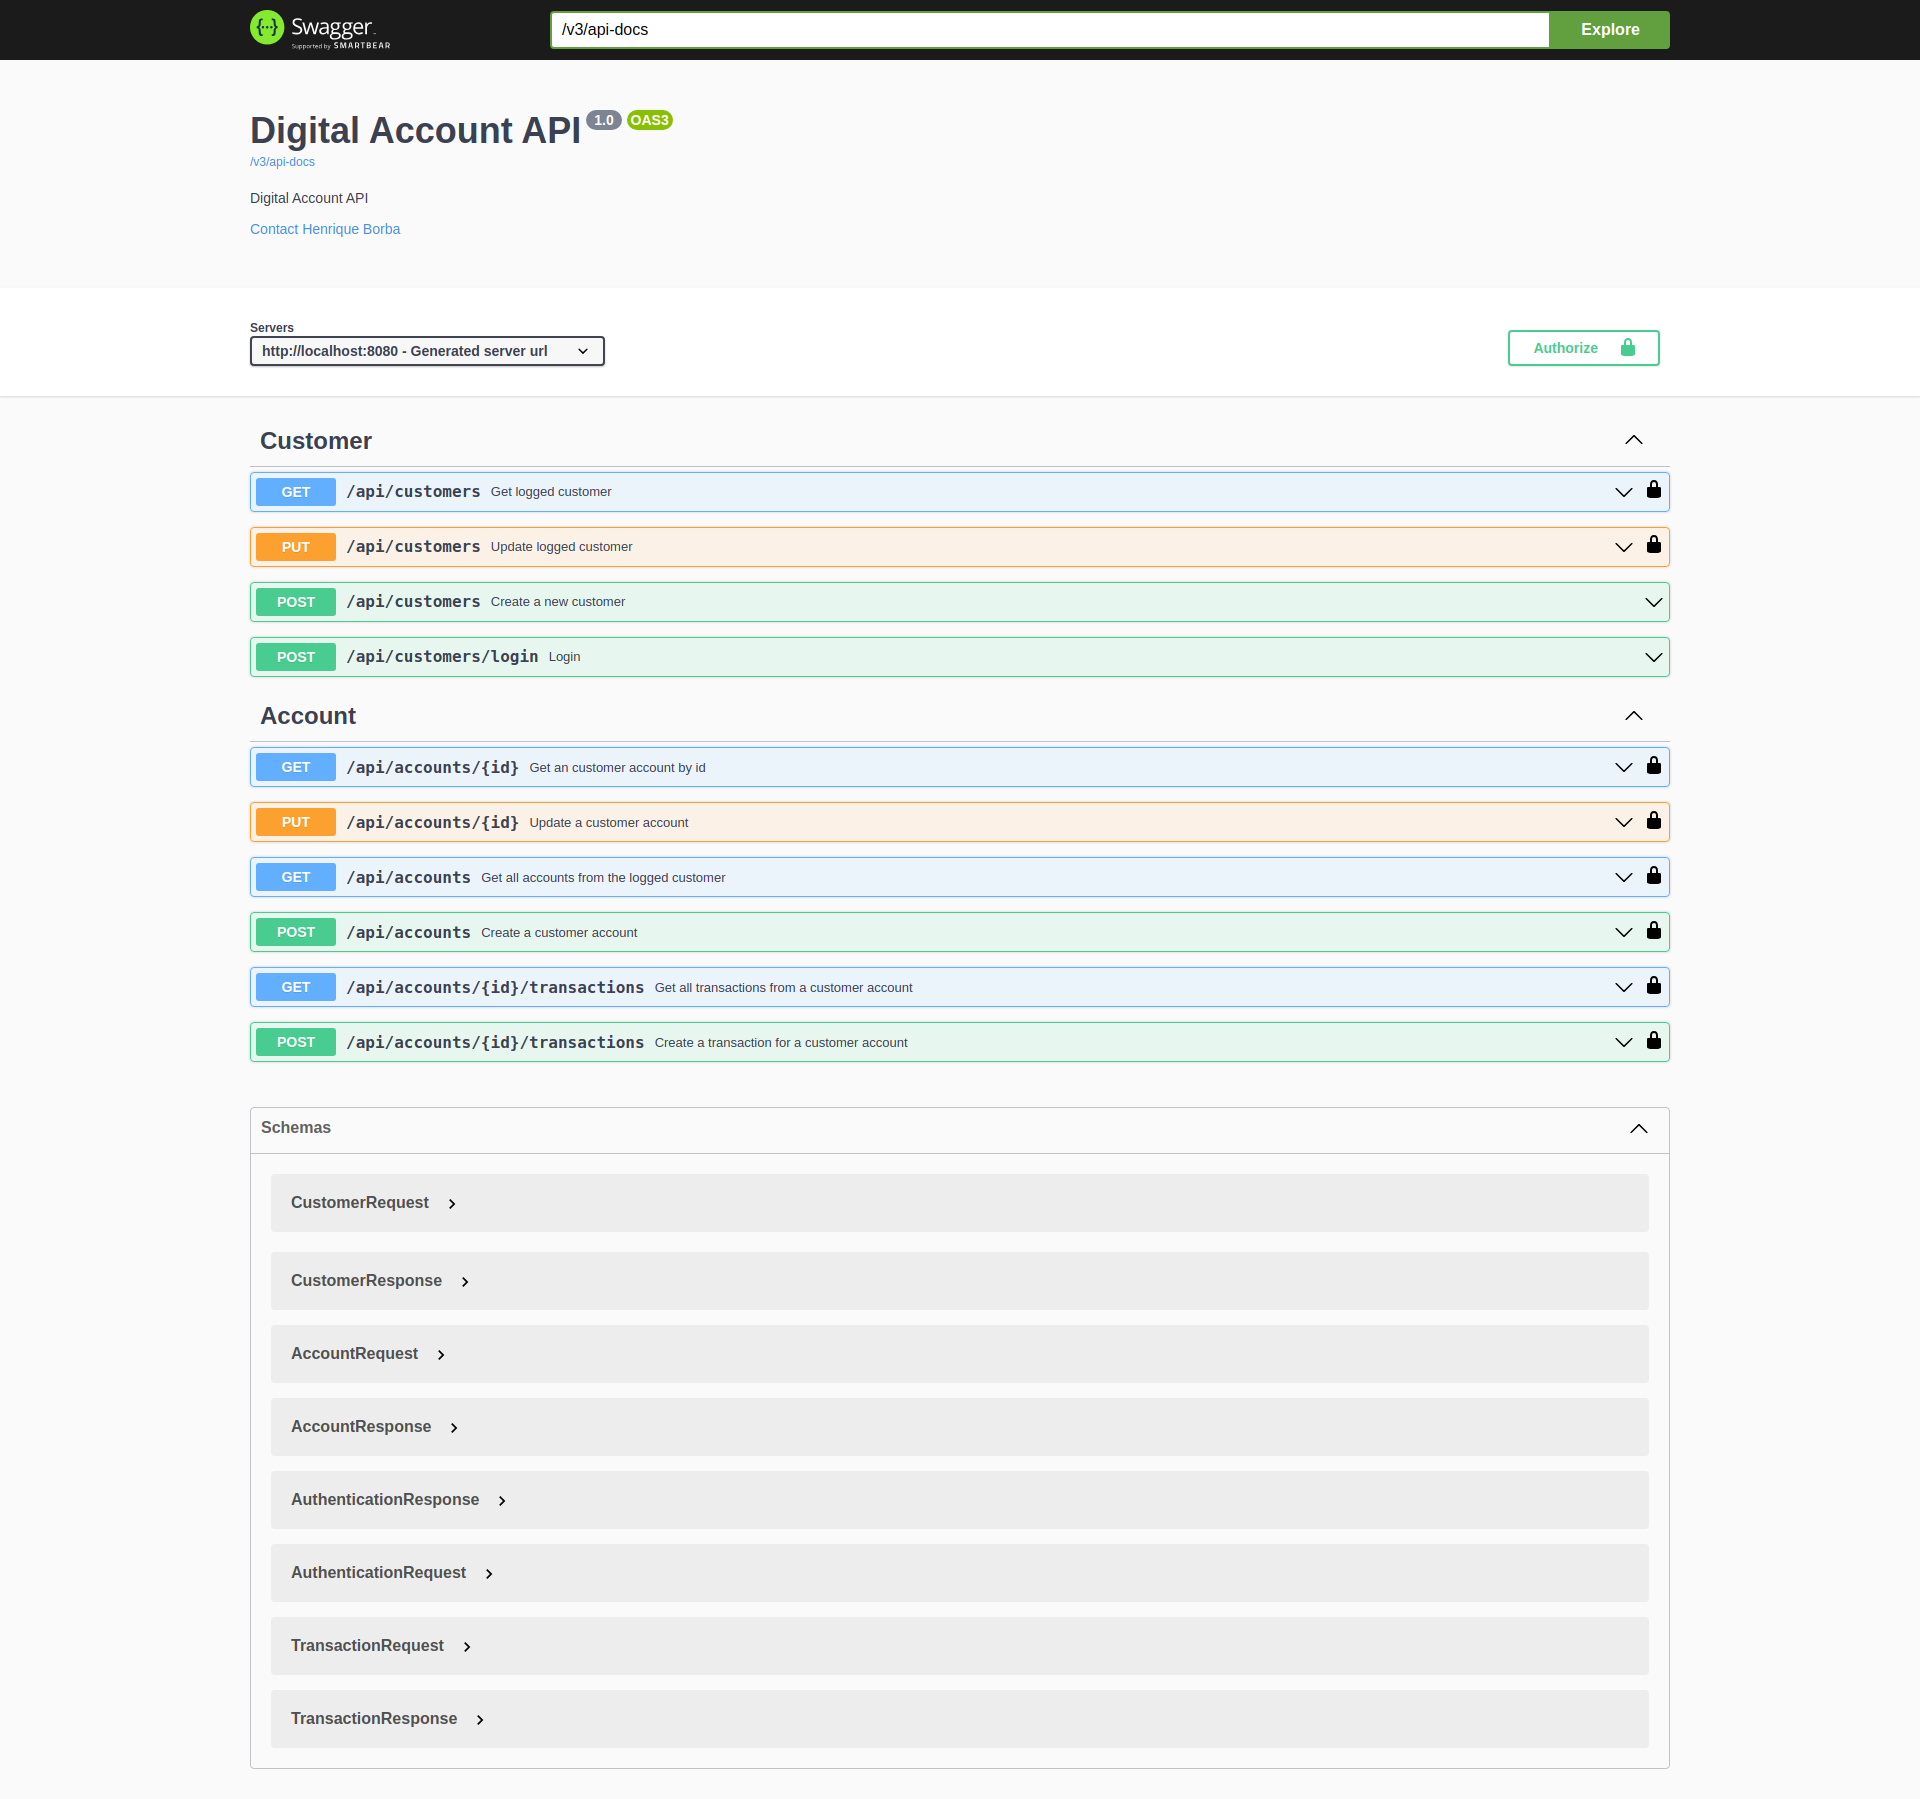 {···} Swagger
Supported by SMARTBEAR
/v3/api-docs
Explore
Digital Account API 1.0 OAS3
/v3/api-docs
Digital Account API
Contact Henrique Borba
Servers
http://localhost:8080 - Generated server url
Authorize
Customer
GET /api/customers Get logged customer
PUT /api/customers Update logged customer
POST /api/customers Create a new customer
POST /api/customers/login Login
Account
GET /api/accounts/{id} Get an customer account by id
PUT /api/accounts/{id} Update a customer account
GET /api/accounts Get all accounts from the logged customer
POST /api/accounts Create a customer account
GET /api/accounts/{id}/transactions Get all transactions from a customer account
POST /api/accounts/{id}/transactions Create a transaction for a customer account
Schemas
CustomerRequest
CustomerResponse
AccountRequest
AccountResponse
AuthenticationResponse
AuthenticationRequest
TransactionRequest
TransactionResponse